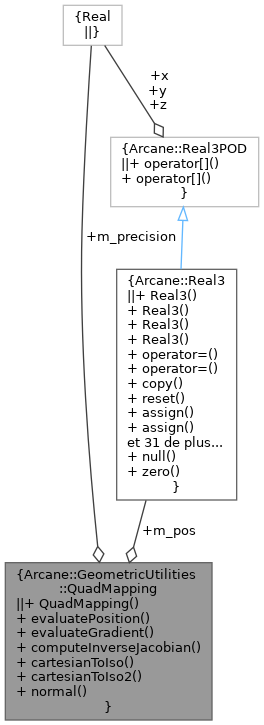 {Real
||}
+x
+y
+z
{Arcane::Real3POD
||+ operator[]()
+ operator[]()
}
+m_precision
{Arcane::Real3
||+ Real3()
+ Real3()
+ Real3()
+ Real3()
+ operator=()
+ operator=()
+ copy()
+ reset()
+ assign()
+ assign()
et 31 de plus...
+ null()
+ zero()
}
+m_pos
{Arcane::GeometricUtilities
::QuadMapping
||+ QuadMapping()
+ evaluatePosition()
+ evaluateGradient()
+ computeInverseJacobian()
+ cartesianToIso()
+ cartesianToIso2()
+ normal()
}